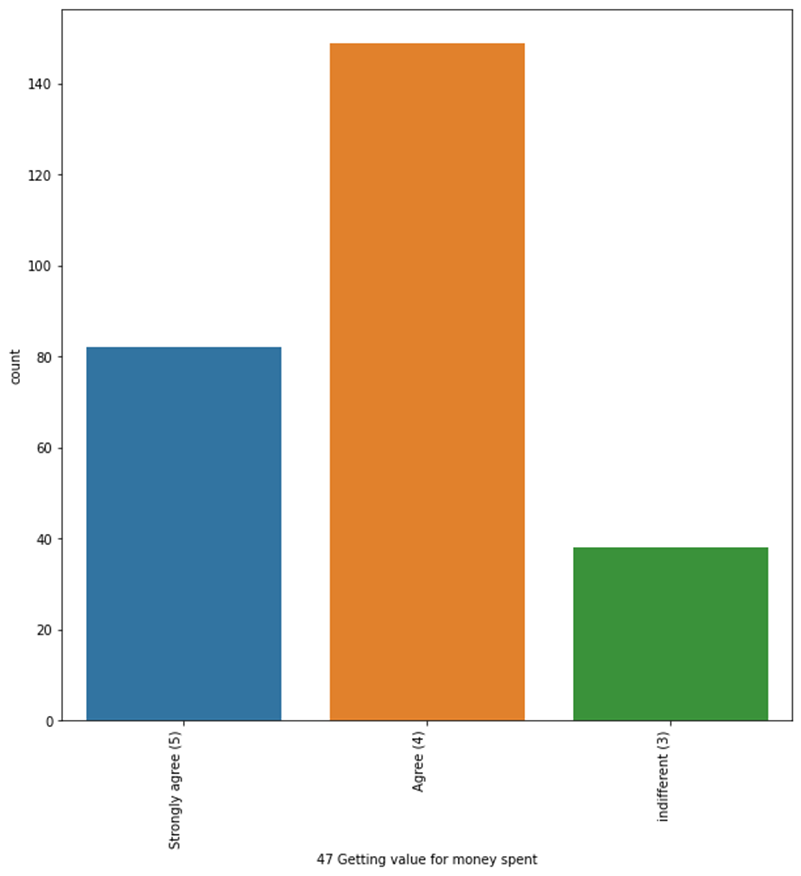 140
120
100
80
60
40
20
0
count
Strongly agree (5)
Agree (4)
indifferent (3)
47 Getting value for money spent